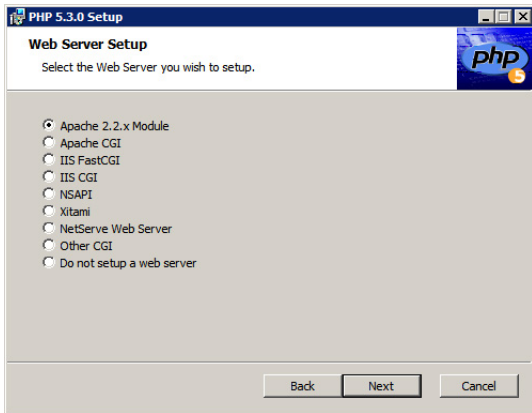 PHP 5.3.0 Setup
Web Server Setup
Select the Web Server you wish to setup.
php
5
Apache 2.2.x Module
Apache CGI
IIS FastCGI
IIS CGI
NSAPI
Xitami
NetServe Web Server
Other CGI
Do not setup a web server
Back Next Cancel